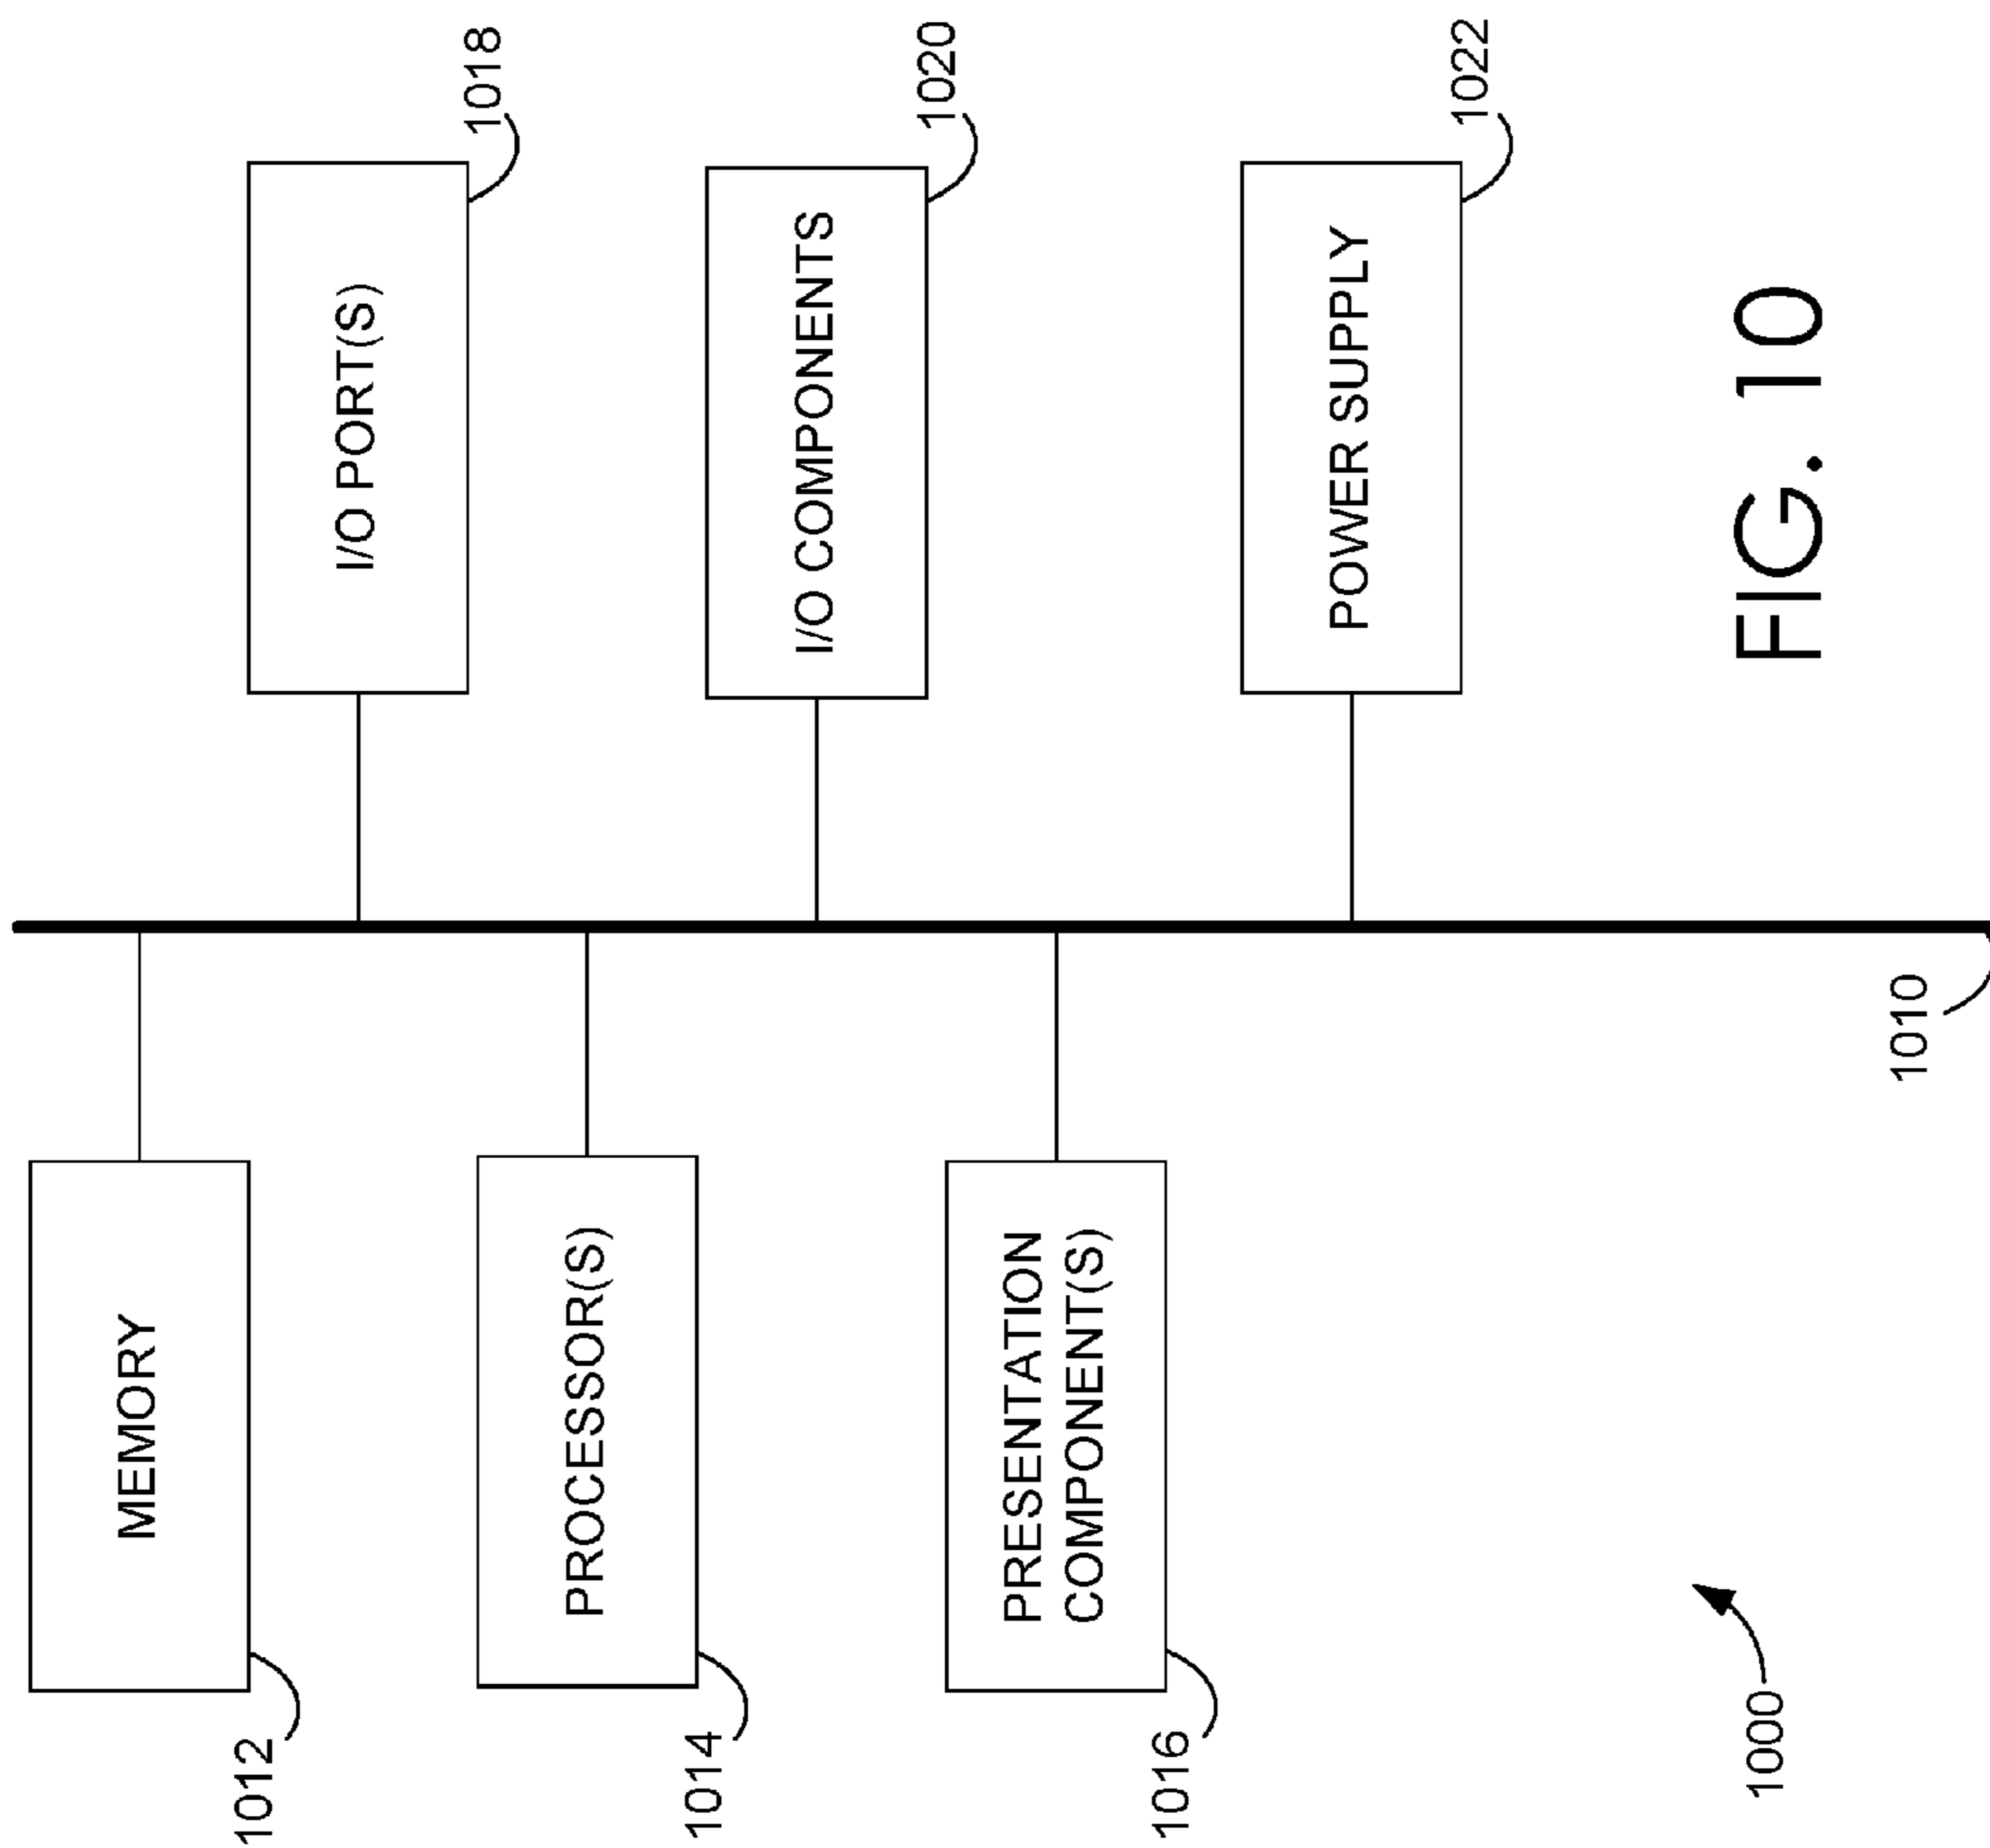 MEMORY
1012
PROCESSOR(S)
1014
PRESENTATION
COMPONENT(S)
1016
I/O PORT(S)
1018
I/O COMPONENTS
1020
POWER SUPPLY
1022
1010
1000
FIG. 10